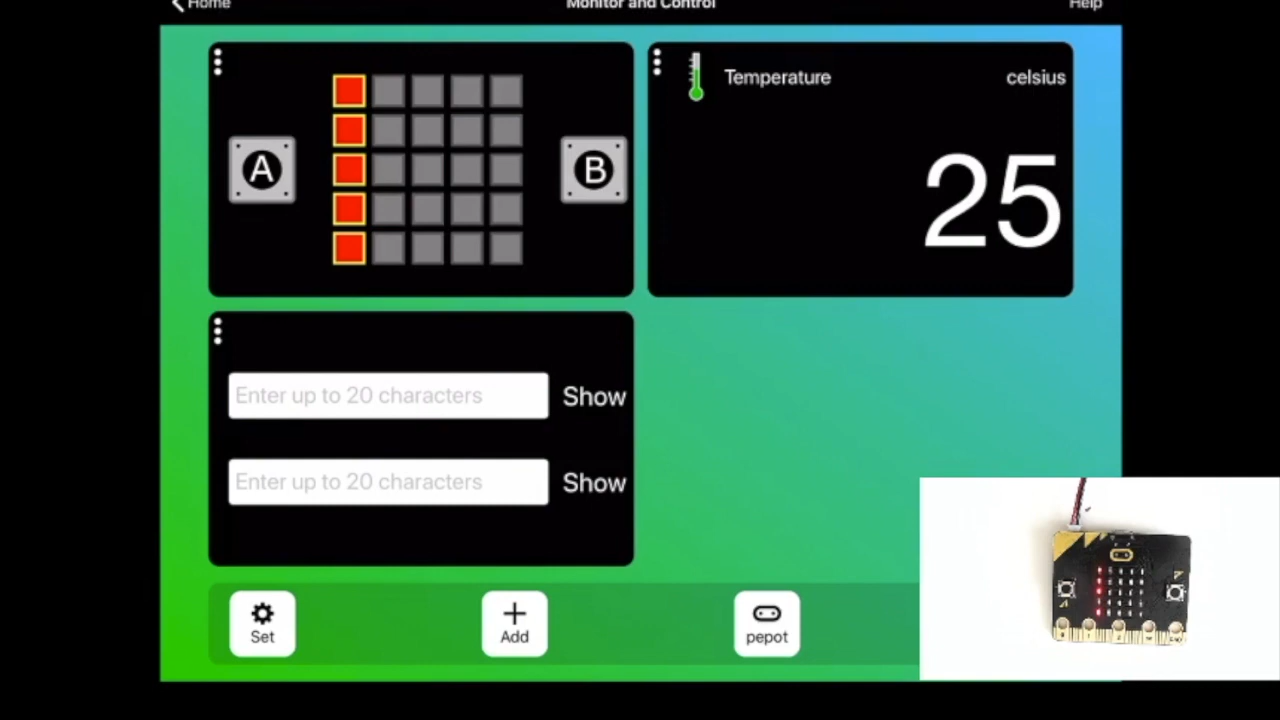 Home
Monitor and Control
Help
A
B
Temperature
celsius
25
Enter up to 20 characters
Show
Enter up to 20 characters
Show
Set
Add
pepot